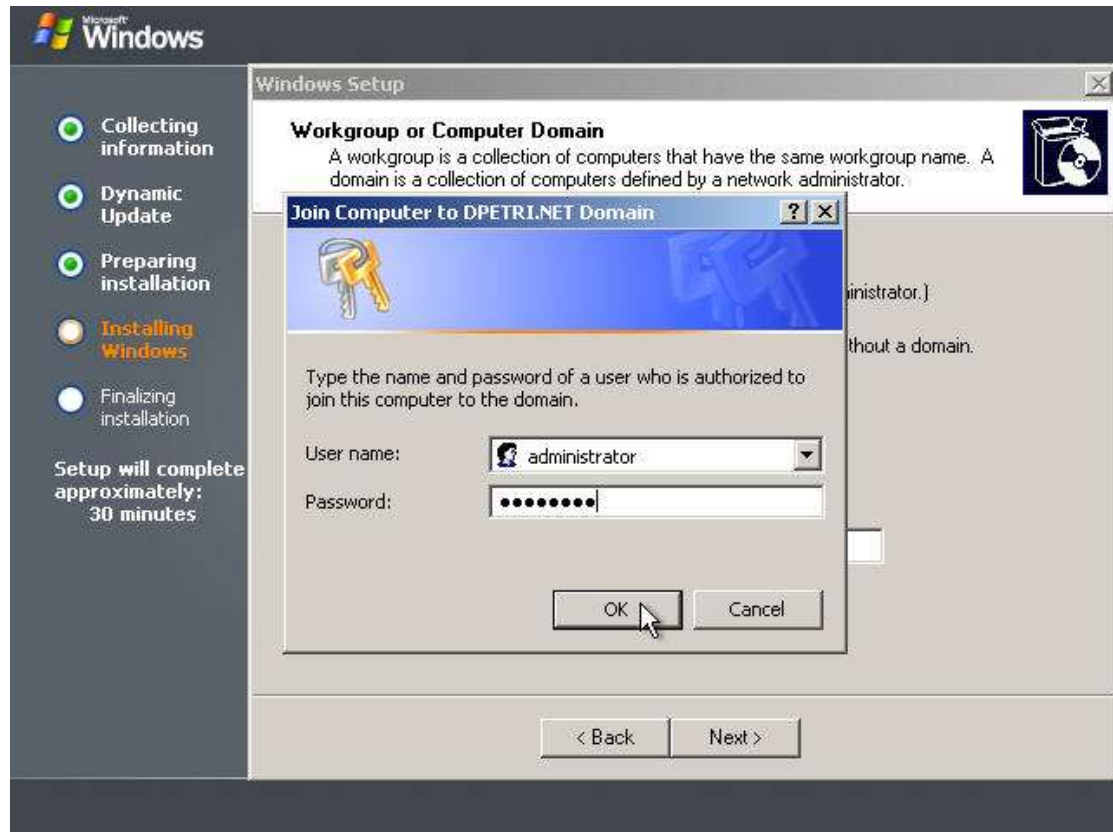 Microsoft
Windows
Collecting
information
Dynamic
Update
Preparing
installation
Installing
Windows
Finalizing
installation
Setup will complete
approximately:
30 minutes
Windows Setup
Workgroup or Computer Domain
A workgroup is a collection of computers that have the same workgroup name. A
domain is a collection of computers defined by a network administrator.
Join Computer to DPETRI.NET Domain
inistrator.)
thout a domain.
Type the name and password of a user who is authorized to
join this computer to the domain.
User name:
administrator
Password:
••••••••
OK
Cancel
< Back
Next >